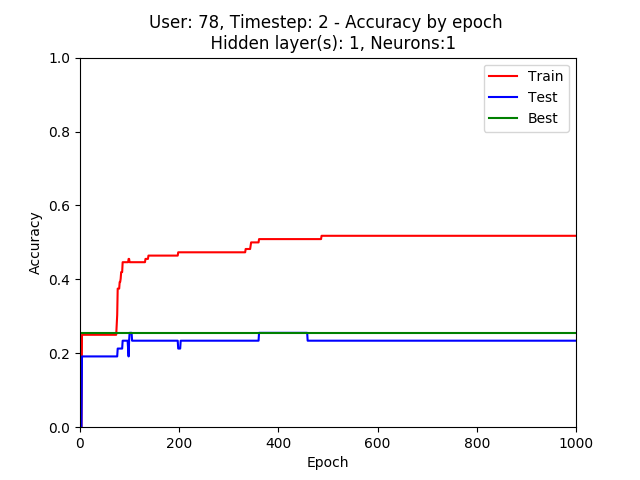 User: 78, Timestep: 2 - Accuracy by epoch
Hidden layer(s): 1, Neurons:1
1.0
0.8
0.6
0.4
0.2
0.0
Accuracy
Train
Test
Best
0 200 400 600 800 1000
Epoch